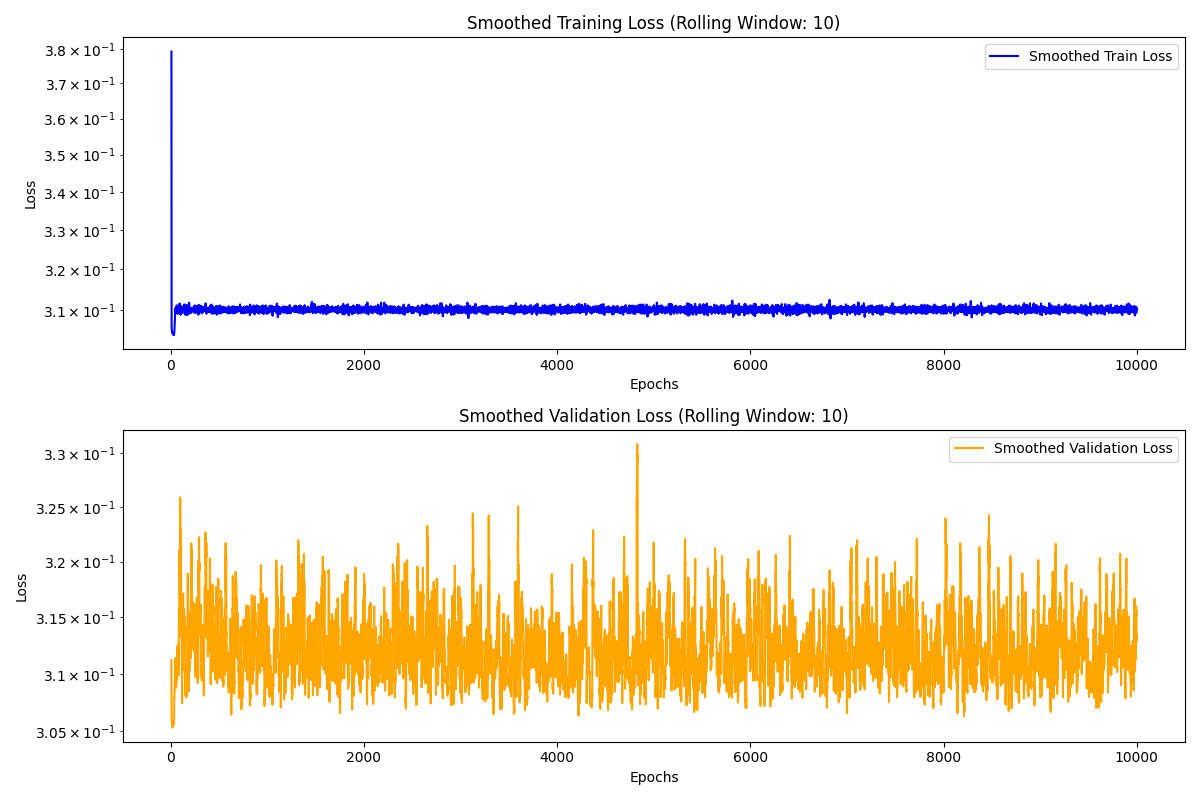 Smoothed Training Loss (Rolling Window: 10)
3.8 × 10⁻¹
3.7 × 10⁻¹
3.6 × 10⁻¹
3.5 × 10⁻¹
3.4 × 10⁻¹
3.3 × 10⁻¹
3.2 × 10⁻¹
3.1 × 10⁻¹
Loss
Smoothed Train Loss
0 2000 4000 6000 8000 10000
Epochs
Smoothed Validation Loss (Rolling Window: 10)
3.3 × 10⁻¹
3.25 × 10⁻¹
3.2 × 10⁻¹
3.15 × 10⁻¹
3.1 × 10⁻¹
3.05 × 10⁻¹
Loss
Smoothed Validation Loss
0 2000 4000 6000 8000 10000
Epochs